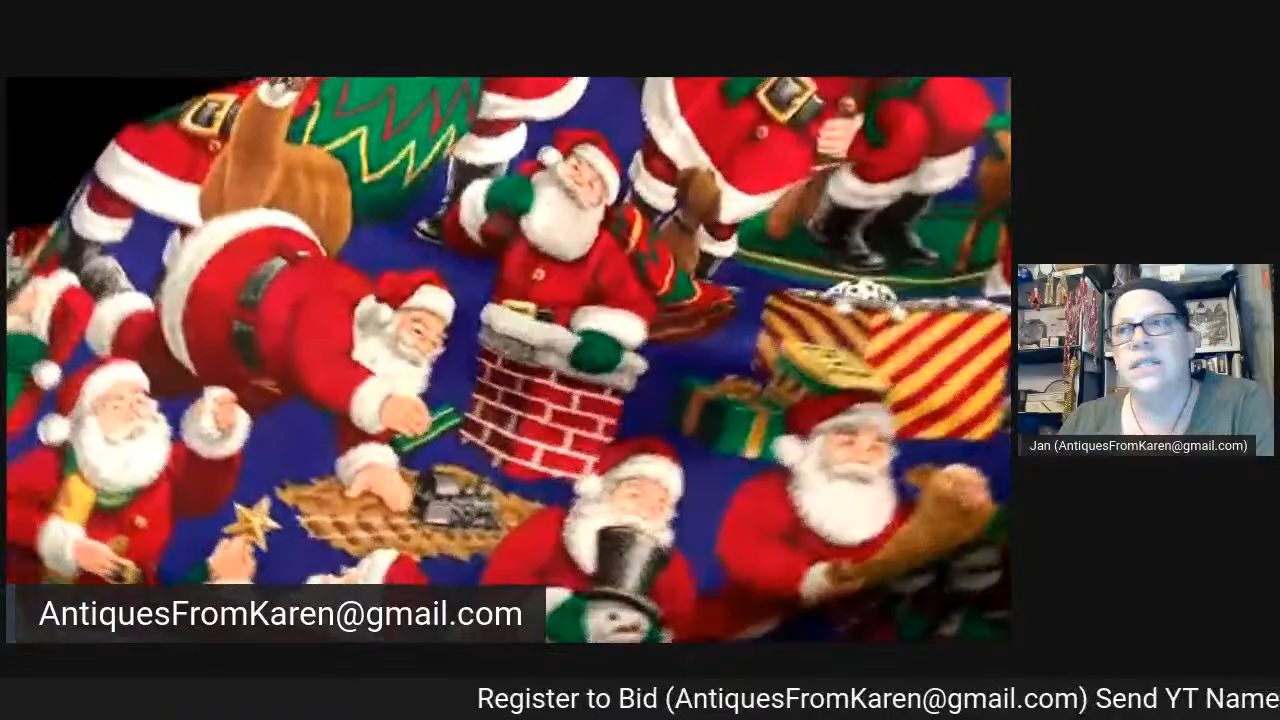 Jan (AntiquesFromKaren@gmail.com)
AntiquesFromKaren@gmail.com
Register to Bid (AntiquesFromKaren@gmail.com) Send YT Name